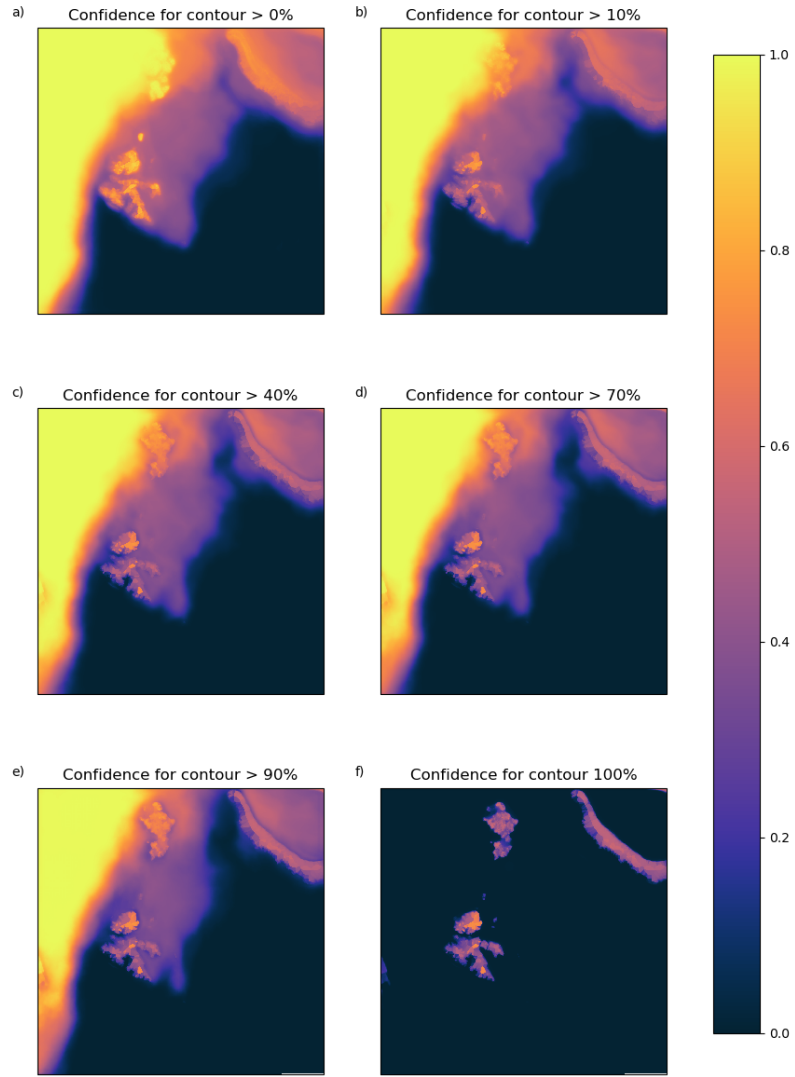 a) Confidence for contour > 0%
b) Confidence for contour > 10%
c) Confidence for contour > 40%
d) Confidence for contour > 70%
e) Confidence for contour > 90%
f) Confidence for contour 100%
1.0
0.8
0.6
0.4
0.2
0.0